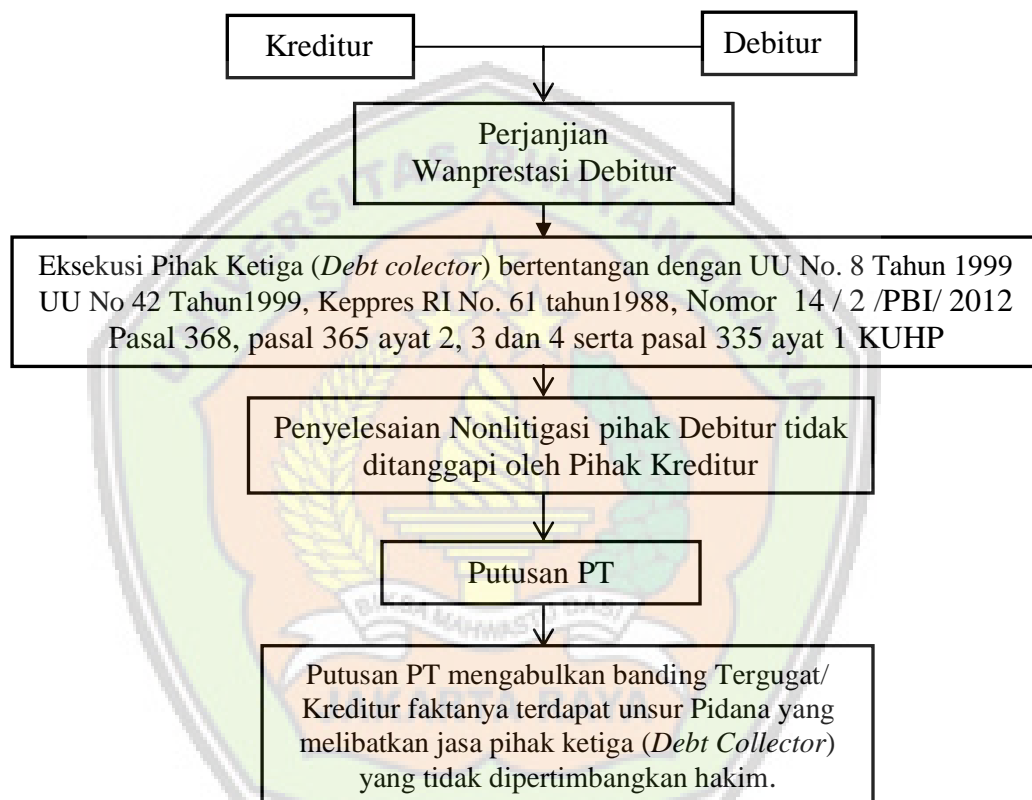 Kreditur
Debitur
Perjanjian
Wanprestasi Debitur
Eksekusi Pihak Ketiga (Debt colector) bertentangan dengan UU No. 8 Tahun 1999
UU No 42 Tahun1999, Keppres RI No. 61 tahun1988, Nomor 14 / 2 /PBI/ 2012
Pasal 368, pasal 365 ayat 2, 3 dan 4 serta pasal 335 ayat 1 KUHP
Penyelesaian Nonlitigasi pihak Debitur tidak
ditanggapi oleh Pihak Kreditur
Putusan PT
Putusan PT mengabulkan banding Tergugat/
Kreditur faktanya terdapat unsur Pidana yang
melibatkan jasa pihak ketiga (Debt Collector)
yang tidak dipertimbangkan hakim.
UNIVERSITAS BHAYANGKARA
JAKARTA RAYA